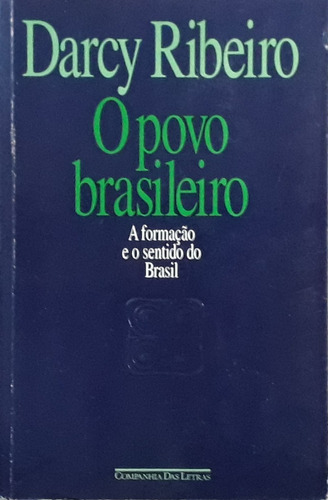 Darcy Ribeiro
O povo
brasileiro
A formação
e o sentido do
Brasil
COMPANHIA DAS LETRAS